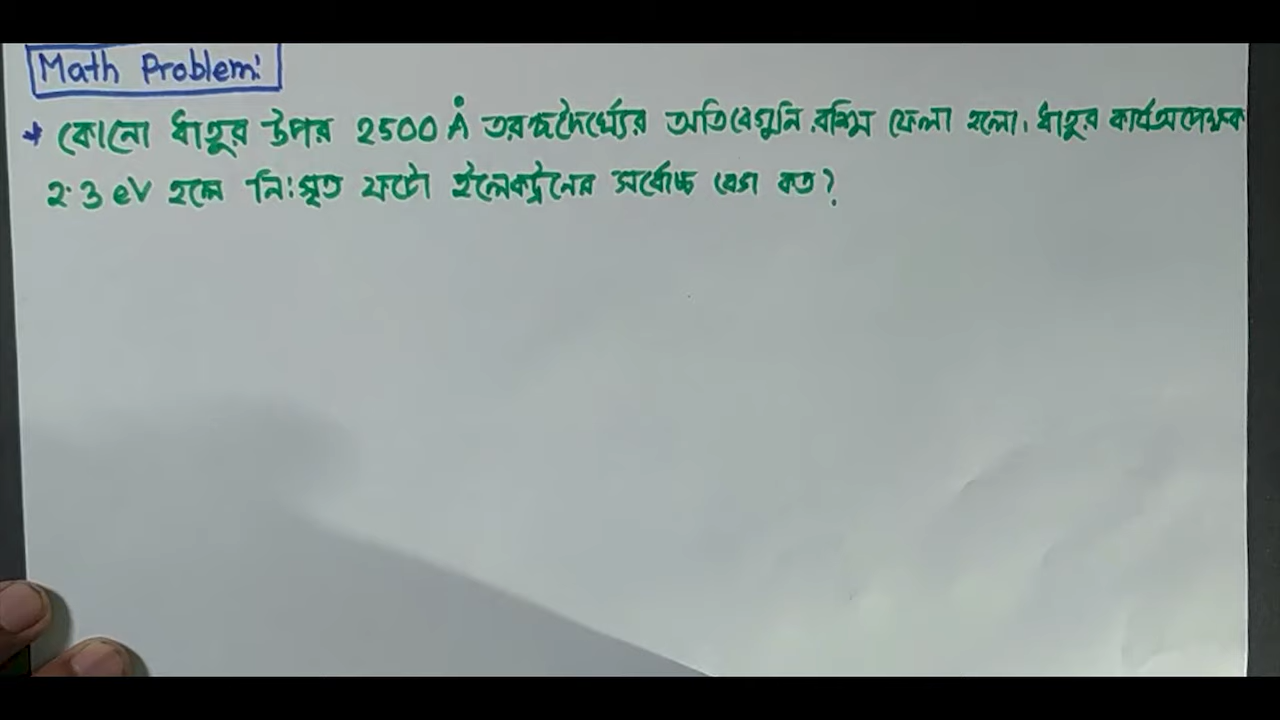 Math Problem:
* কোনো ধাতুর উপর 2500 Å তরঙ্গদৈর্ঘ্যের অতিবেগুনি রশ্মি ফেলা হলো। ধাতুর কার্যঅপেক্ষক
2.3 eV হলে নিঃসৃত ফটো ইলেকট্রনের সর্বোচ্চ বেগ কত?